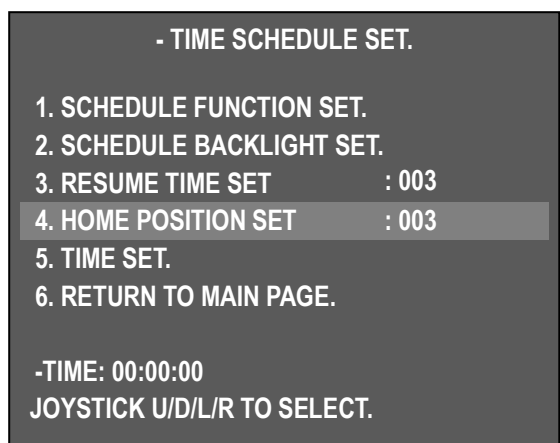 - TIME SCHEDULE SET.
1. SCHEDULE FUNCTION SET.
2. SCHEDULE BACKLIGHT SET.
3. RESUME TIME SET : 003
4. HOME POSITION SET : 003
5. TIME SET.
6. RETURN TO MAIN PAGE.
-TIME: 00:00:00
JOYSTICK U/D/L/R TO SELECT.